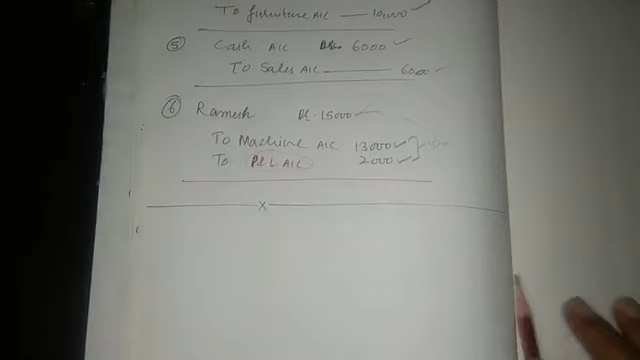 To furniture A/C — 10,000
⑤ Cash A/C Dr 6000
To Sales A/C — 6000
⑥ Ramesh Dr. 15000
To Machine A/C 13000
To P&L A/C 2000
x